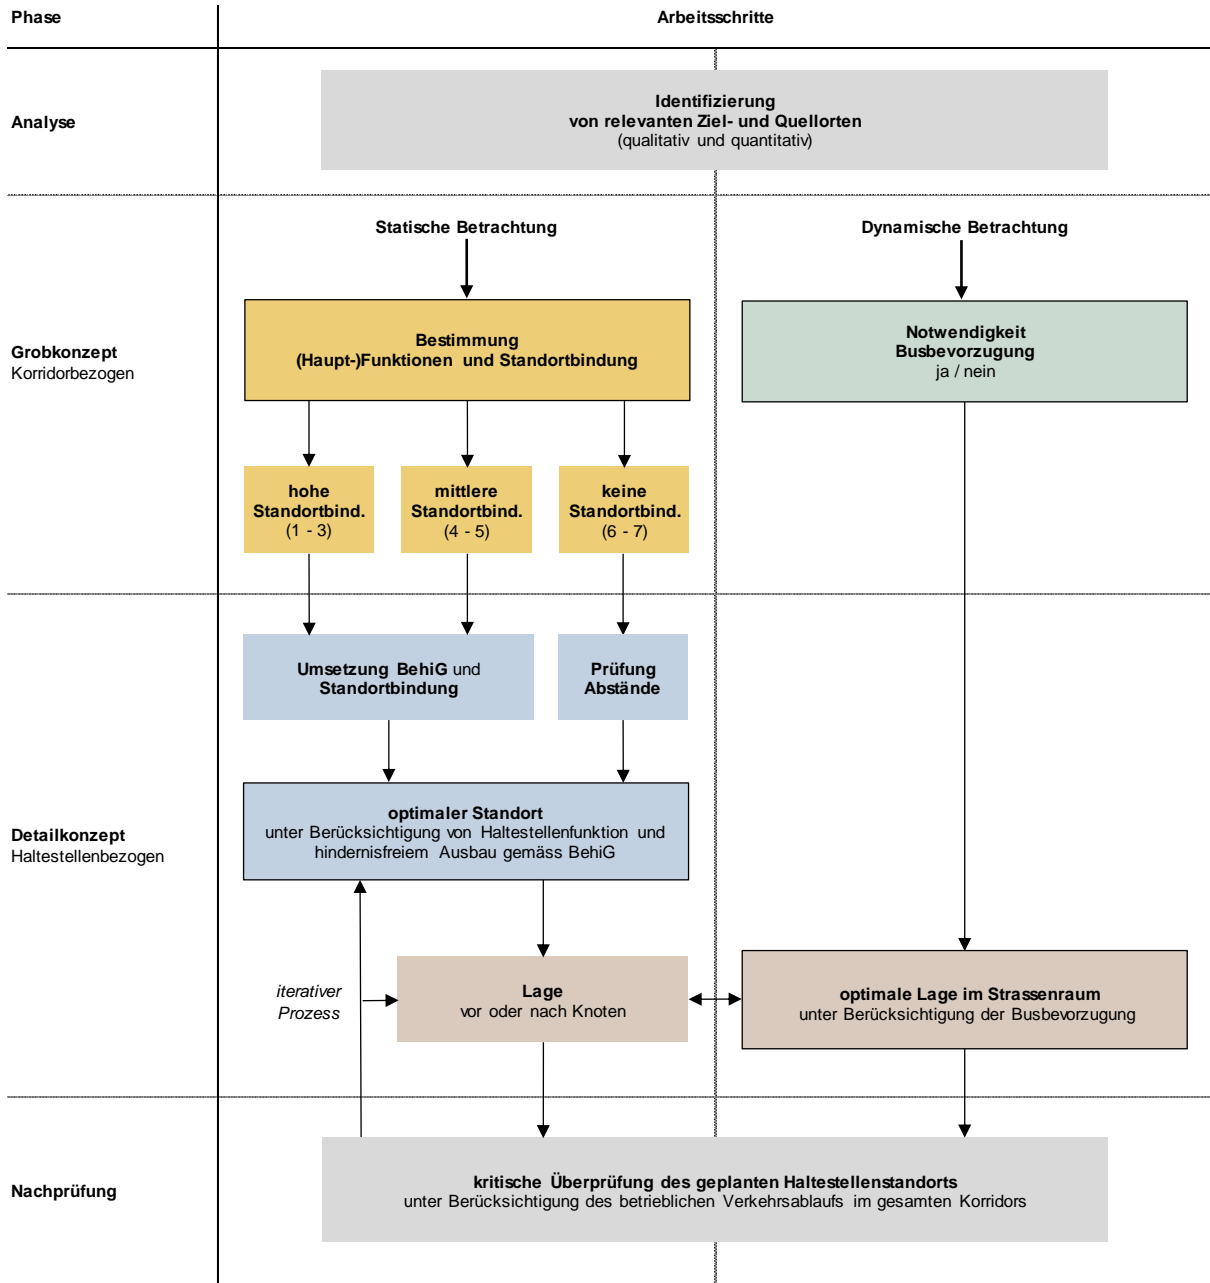 Phase
Arbeitsschritte
Analyse
Identifizierung
von relevanten Ziel- und Quellorten
(qualitativ und quantitativ)
Statische Betrachtung
Dynamische Betrachtung
Grobkonzept
Korridorbezogen
Bestimmung
(Haupt-)Funktionen und Standortbindung
Notwendigkeit
Busbevorzugung
ja / nein
hohe
Standortbind.
(1 - 3)
mittlere
Standortbind.
(4 - 5)
keine
Standortbind.
(6 - 7)
Detailkonzept
Haltestellenbezogen
Umsetzung BehiG und
Standortbindung
Prüfung
Abstände
optimaler Standort
unter Berücksichtigung von Haltestellenfunktion und
hindernisfreiem Ausbau gemäss BehiG
iterativer
Prozess
Lage
vor oder nach Knoten
optimale Lage im Strassenraum
unter Berücksichtigung der Busbevorzugung
Nachprüfung
kritische Überprüfung des geplanten Haltestellenstandorts
unter Berücksichtigung des betrieblichen Verkehrsablaufs im gesamten Korridors